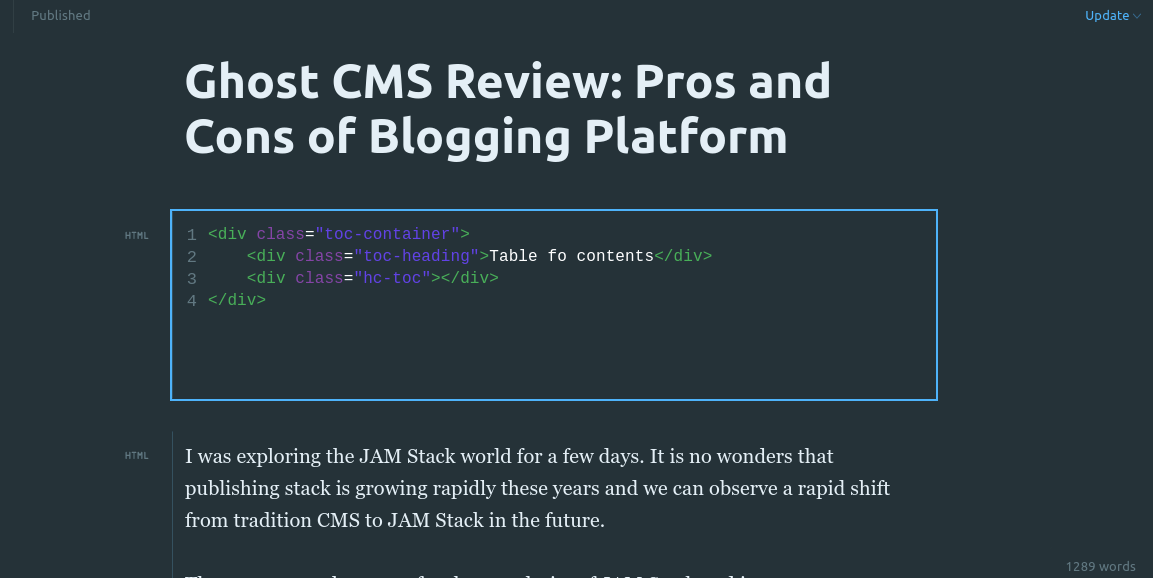 Published
Update
Ghost CMS Review: Pros and
Cons of Blogging Platform
HTML
1 <div class="toc-container">
2     <div class="toc-heading">Table fo contents</div>
3     <div class="hc-toc"></div>
4 </div>
HTML
I was exploring the JAM Stack world for a few days. It is no wonders that
publishing stack is growing rapidly these years and we can observe a rapid shift
from tradition CMS to JAM Stack in the future.
1289 words